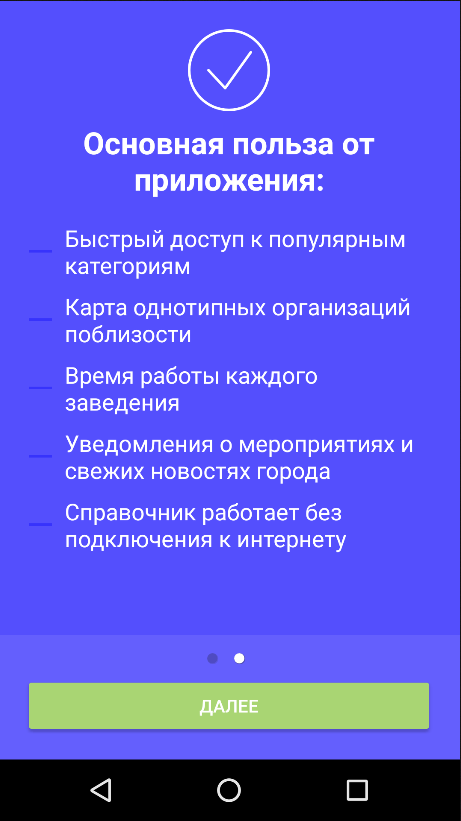 Основная польза от
приложения:
Быстрый доступ к популярным
категориям
Карта однотипных организаций
поблизости
Время работы каждого
заведения
Уведомления о мероприятиях и
свежих новостях города
Справочник работает без
подключения к интернету
ДАЛЕЕ